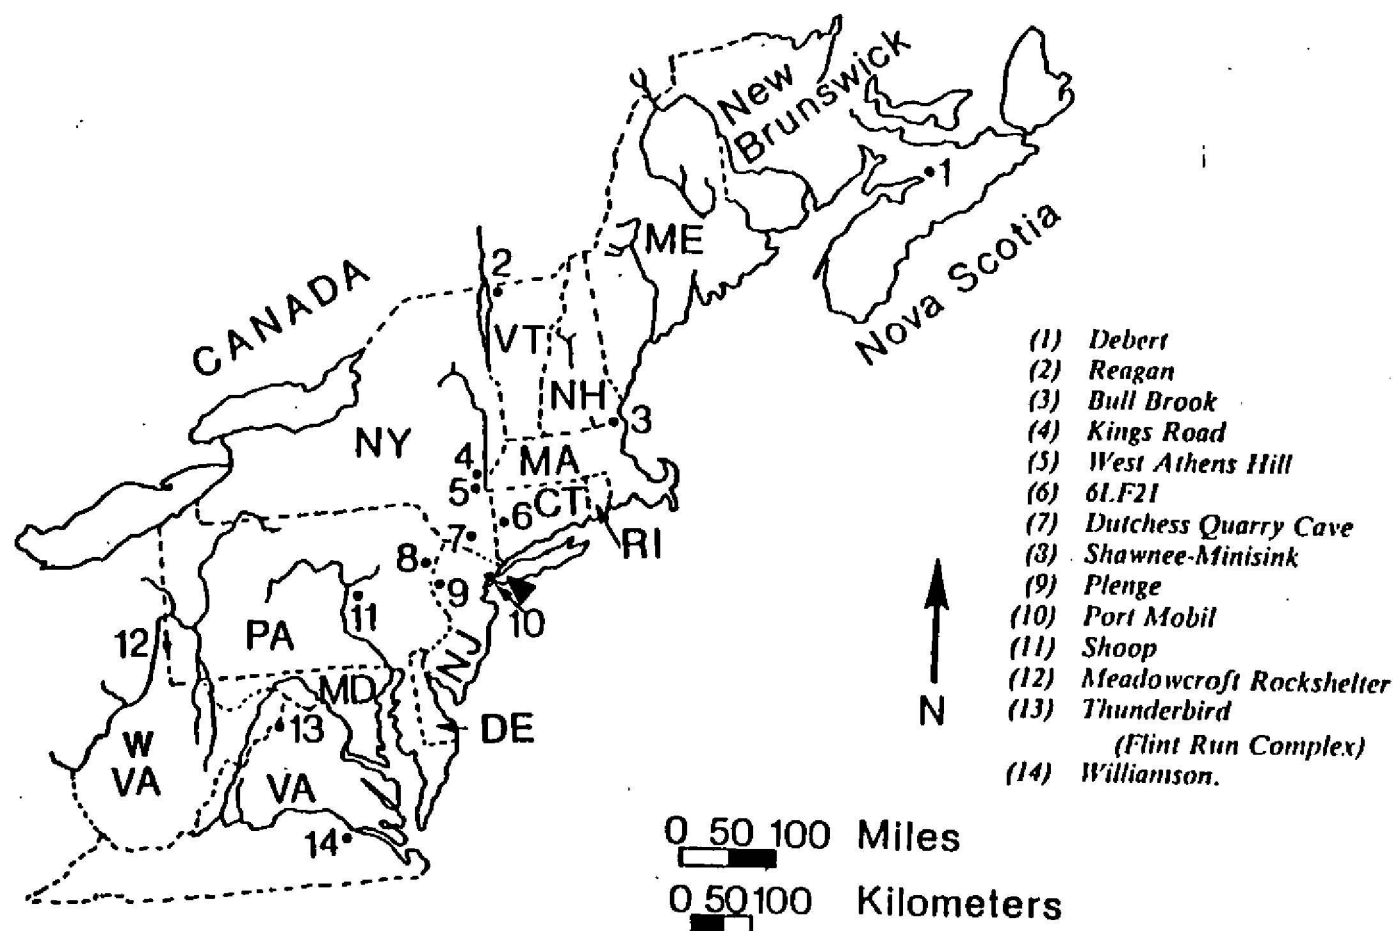 New
Brunswick
1
ME
Nova Scotia
CANADA
2
VT
NH
3
NY
4
MA
5
CT
6
RI
7
8
9
10
11
PA
12
NJ
MD
DE
13
W
VA
VA
14
N
(1) Debert
(2) Reagan
(3) Bull Brook
(4) Kings Road
(5) West Athens Hill
(6) 6LF21
(7) Dutchess Quarry Cave
(3) Shawnee-Minisink
(9) Plenge
(10) Port Mobil
(11) Shoop
(12) Meadowcroft Rockshelter
(13) Thunderbird
(Flint Run Complex)
(14) Williamson.
0 50 100 Miles
0 50 100 Kilometers